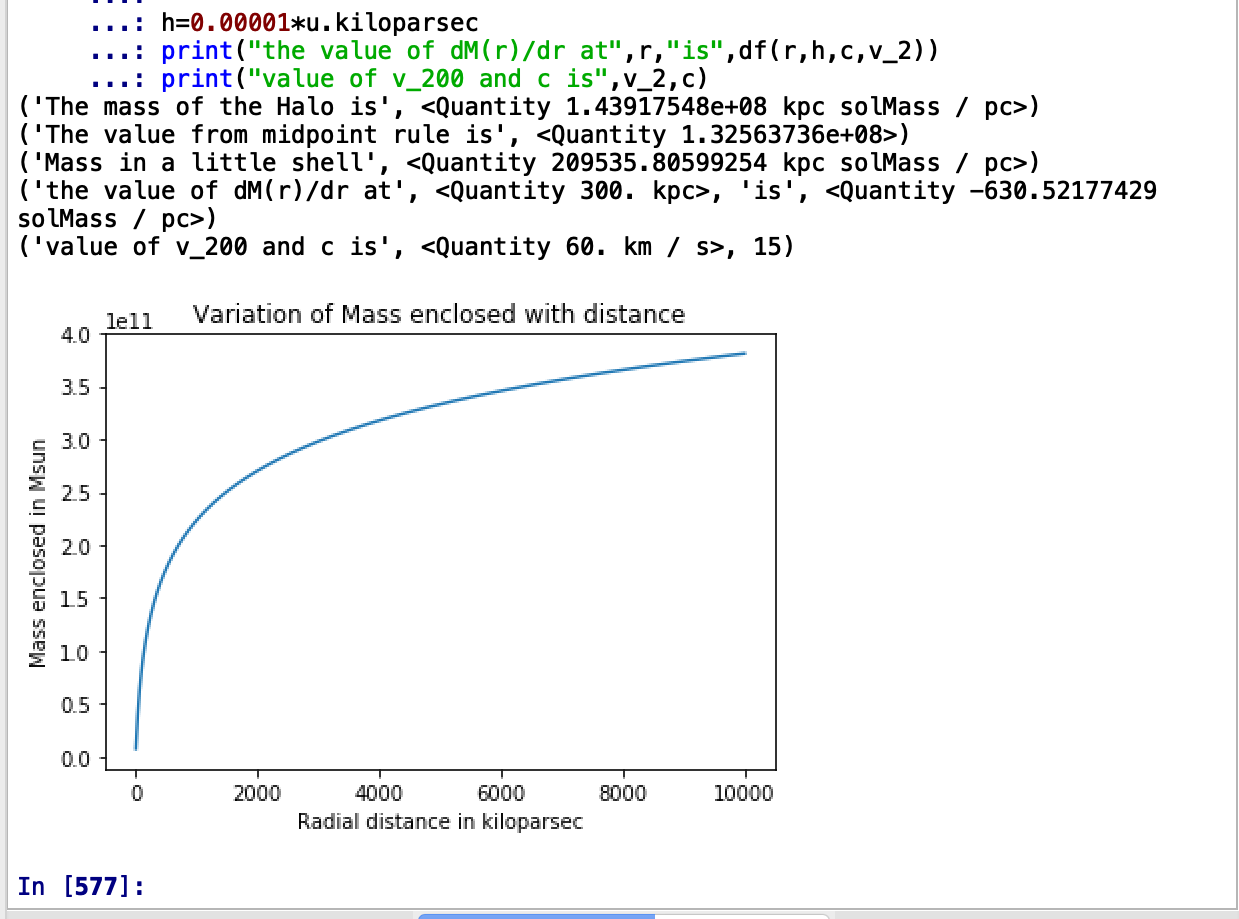 ...:
...: h=0.00001*u.kiloparsec
...: print("the value of dM(r)/dr at",r,"is",df(r,h,c,v_2))
...: print("value of v_200 and c is",v_2,c)
('The mass of the Halo is', <Quantity 1.43917548e+08 kpc solMass / pc>)
('The value from midpoint rule is', <Quantity 1.32563736e+08>)
('Mass in a little shell', <Quantity 209535.80599254 kpc solMass / pc>)
('the value of dM(r)/dr at', <Quantity 300. kpc>, 'is', <Quantity -630.52177429
solMass / pc>)
('value of v_200 and c is', <Quantity 60. km / s>, 15)
Variation of Mass enclosed with distance
1e11
4.0
3.5
3.0
2.5
2.0
1.5
1.0
0.5
0.0
Mass enclosed in Msun
0 2000 4000 6000 8000 10000
Radial distance in kiloparsec
In [577]: